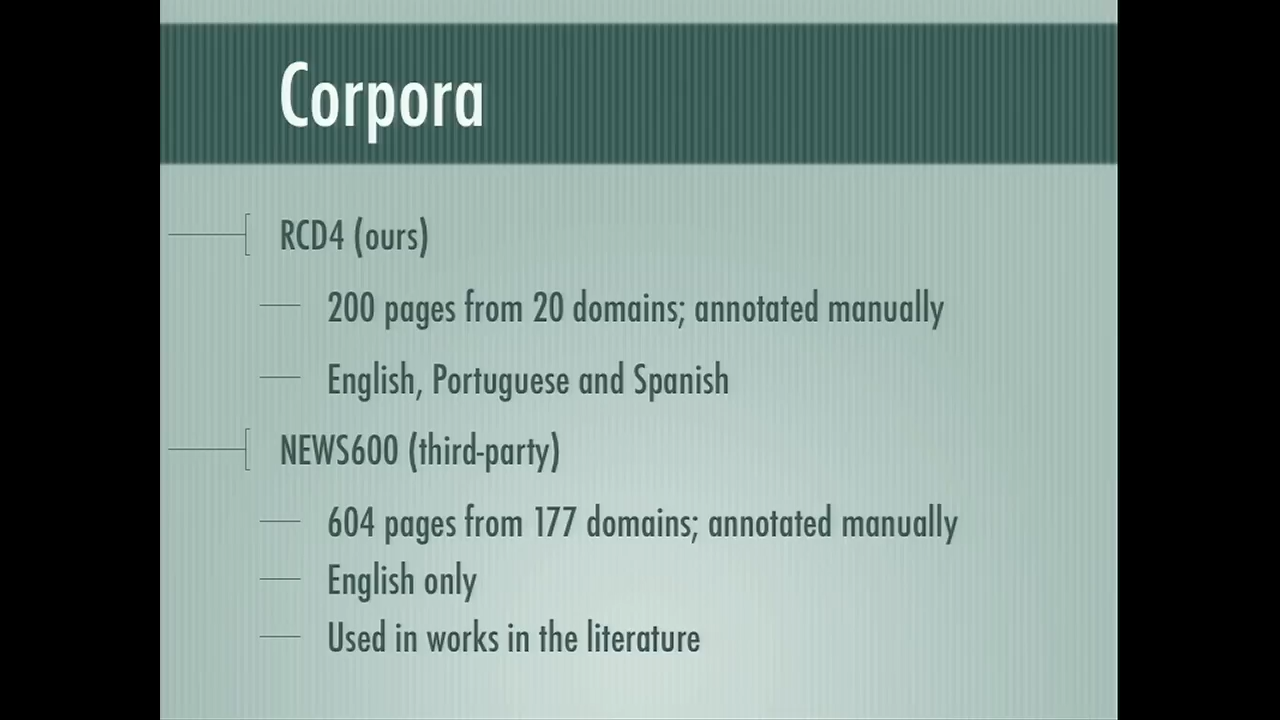 Corpora
RCD4 (ours)
200 pages from 20 domains; annotated manually
English, Portuguese and Spanish
NEWS600 (third-party)
604 pages from 177 domains; annotated manually
English only
Used in works in the literature